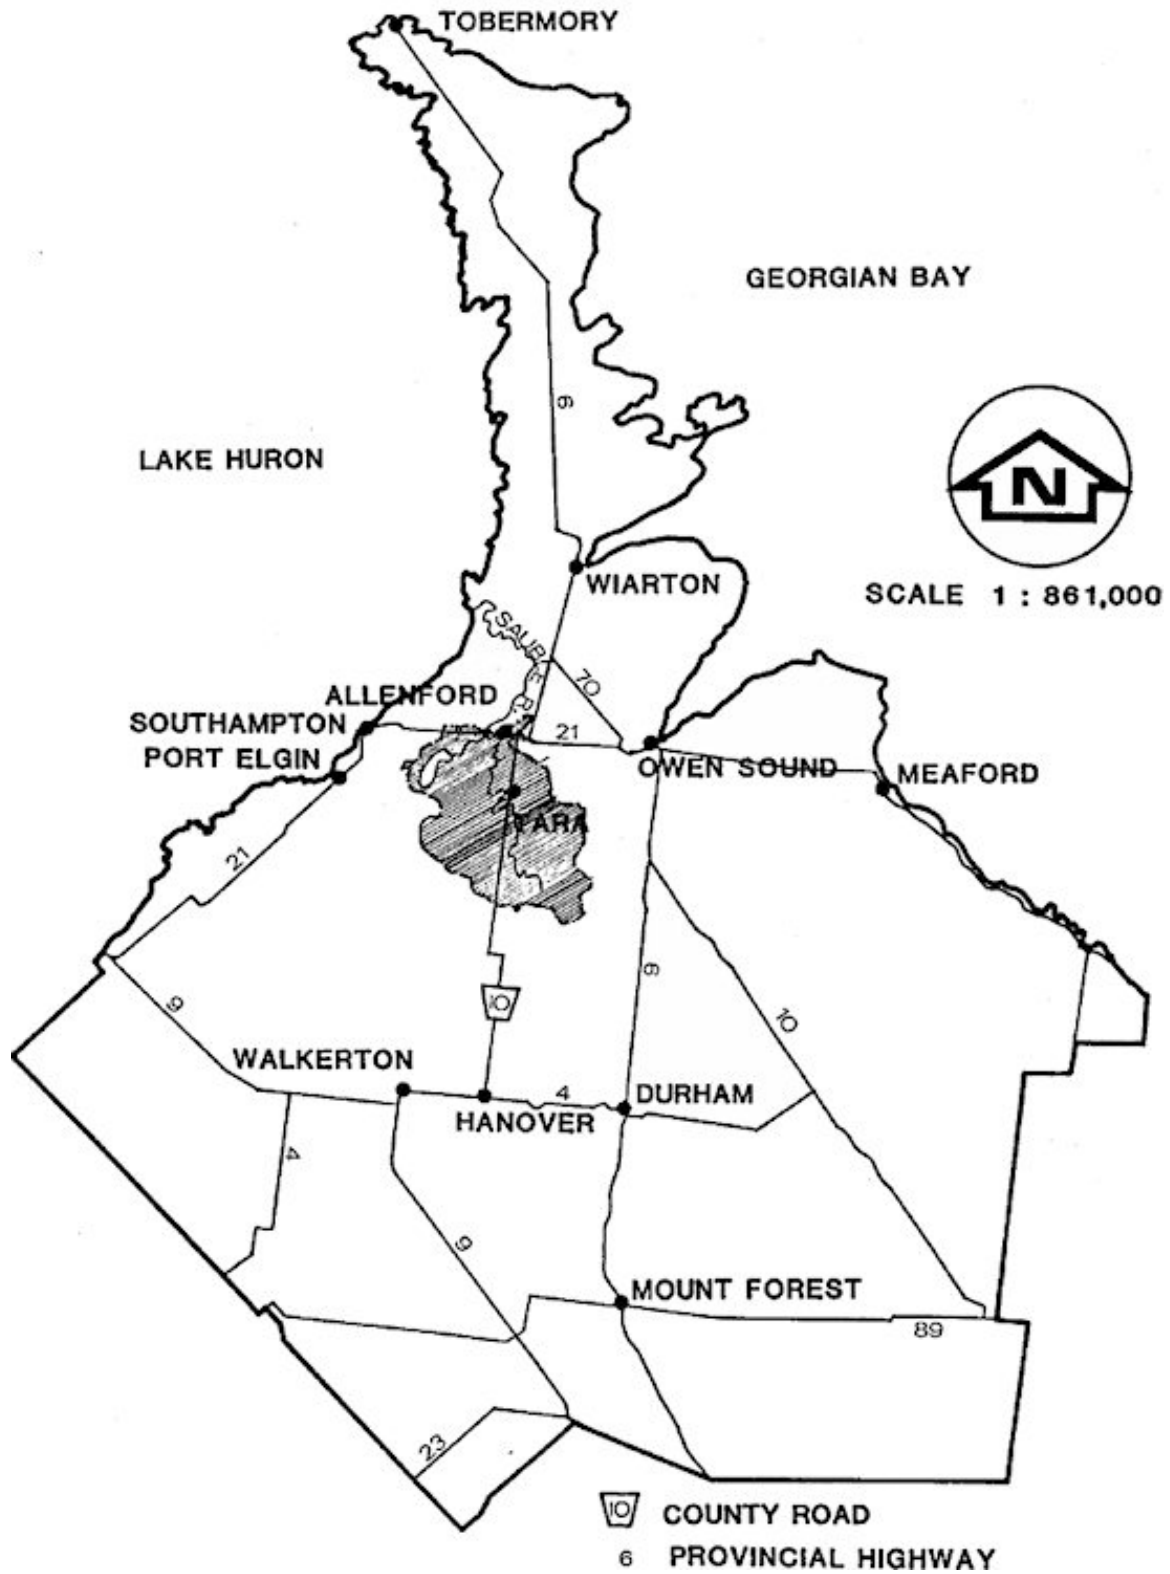 TOBERMORY
GEORGIAN BAY
6
LAKE HURON
N
WIARTON
SCALE 1 : 861,000
SAUBLE R.
70
ALLENFORD
SOUTHAMPTON
21
PORT ELGIN
OWEN SOUND
MEAFORD
TARA
21
6
10
9
10
WALKERTON
4
DURHAM
HANOVER
4
9
MOUNT FOREST
89
23
10 COUNTY ROAD
6 PROVINCIAL HIGHWAY